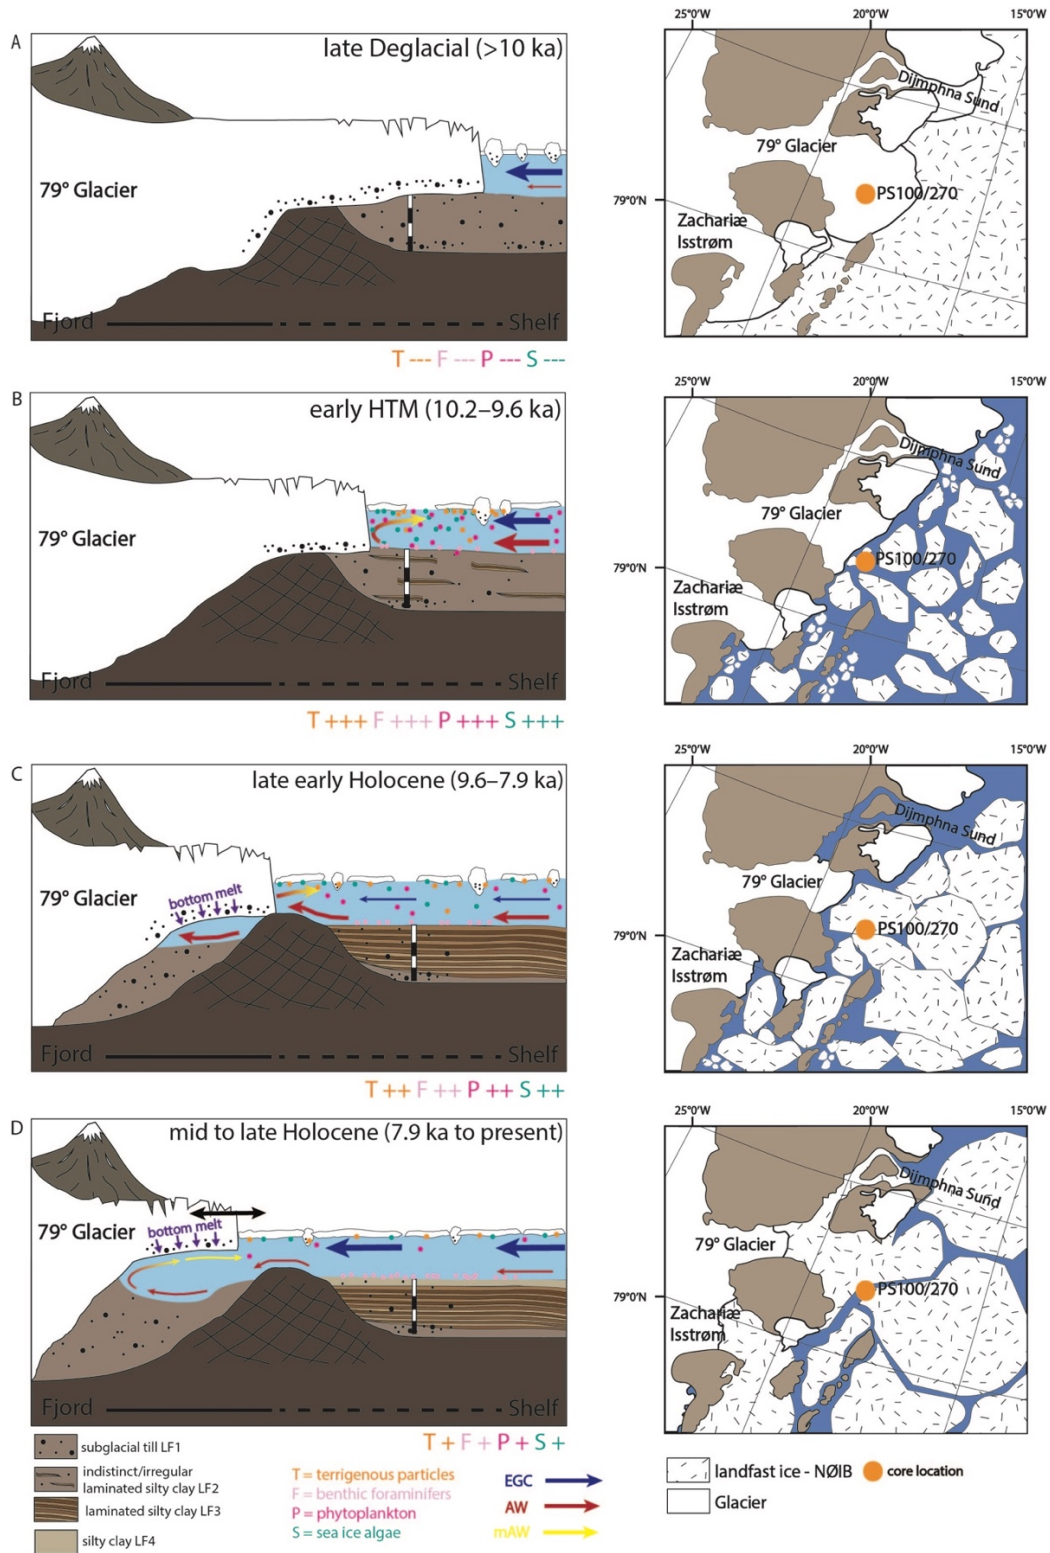 A
late Deglacial (>10 ka)
79° Glacier
Fjord
Shelf
T --- F --- P --- S ---
25°0'W
20°0'W
15°0'W
Dijmphna Sund
79° Glacier
PS100/270
79°0'N
Zachariæ
Isstrøm
B
early HTM (10.2–9.6 ka)
79° Glacier
Fjord
Shelf
T +++ F +++ P +++ S +++
25°0'W
20°0'W
15°0'W
Dijmphna Sund
79° Glacier
PS100/270
79°0'N
Zachariæ
Isstrøm
C
late early Holocene (9.6–7.9 ka)
79° Glacier
bottom melt
Fjord
Shelf
T ++ F ++ P ++ S ++
25°0'W
20°0'W
15°0'W
Dijmphna Sund
79° Glacier
PS100/270
79°0'N
Zachariæ
Isstrøm
D
mid to late Holocene (7.9 ka to present)
79° Glacier
bottom melt
Fjord
Shelf
T + F + P + S +
25°0'W
20°0'W
15°0'W
Dijmphna Sund
79° Glacier
PS100/270
79°0'N
Zachariæ
Isstrøm
subglacial till LF1
indistinct/irregular
laminated silty clay LF2
laminated silty clay LF3
silty clay LF4
T = terrigenous particles
F = benthic foraminifers
P = phytoplankton
S = sea ice algae
EGC
AW
mAW
landfast ice - NØIB
core location
Glacier